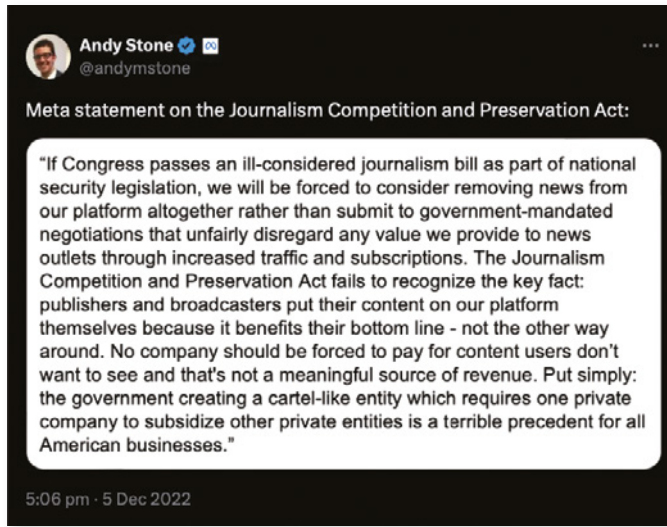 Andy Stone
@andymstone
Meta statement on the Journalism Competition and Preservation Act:
“If Congress passes an ill-considered journalism bill as part of national
security legislation, we will be forced to consider removing news from
our platform altogether rather than submit to government-mandated
negotiations that unfairly disregard any value we provide to news
outlets through increased traffic and subscriptions. The Journalism
Competition and Preservation Act fails to recognize the key fact:
publishers and broadcasters put their content on our platform
themselves because it benefits their bottom line - not the other way
around. No company should be forced to pay for content users don’t
want to see and that's not a meaningful source of revenue. Put simply:
the government creating a cartel-like entity which requires one private
company to subsidize other private entities is a terrible precedent for all
American businesses.”
5:06 pm · 5 Dec 2022